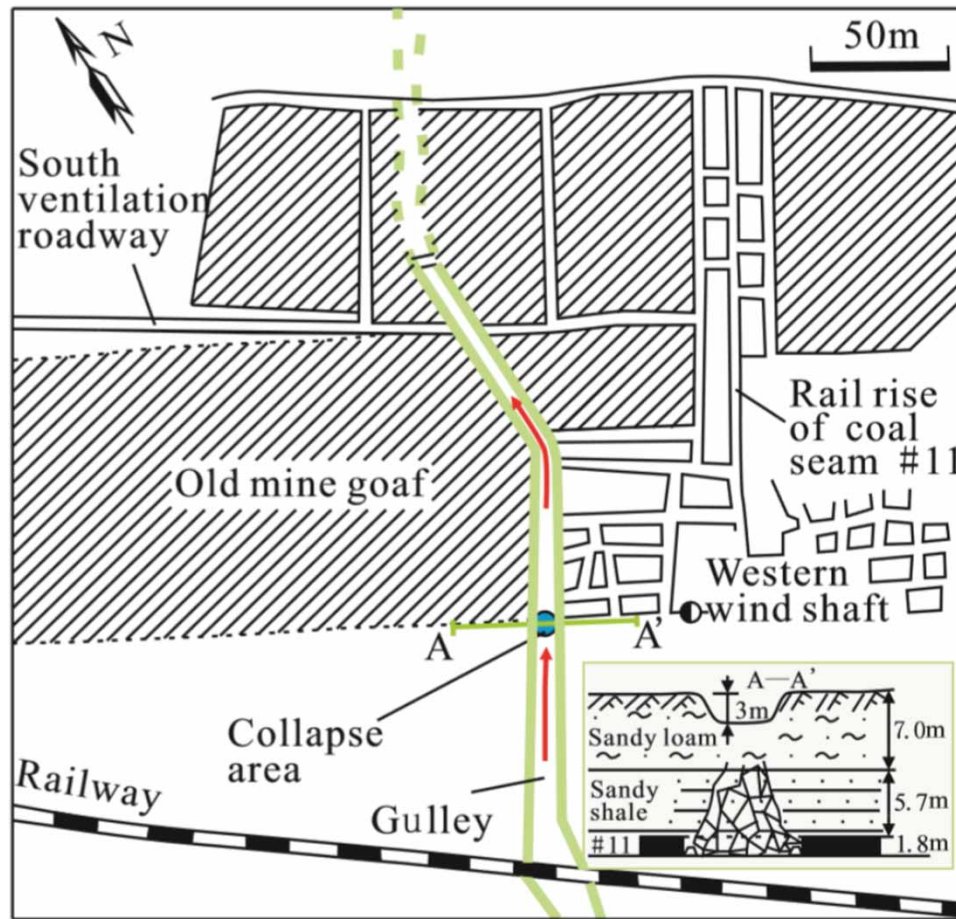 N
50m
South
ventilation
roadway
Rail rise
of coal
seam #11
Old mine goaf
Western
wind shaft
A
A'
Collapse
area
Gulley
Railway
A—A'
3m
7.0m
Sandy loam
Sandy
shale
5.7m
#11
1.8m